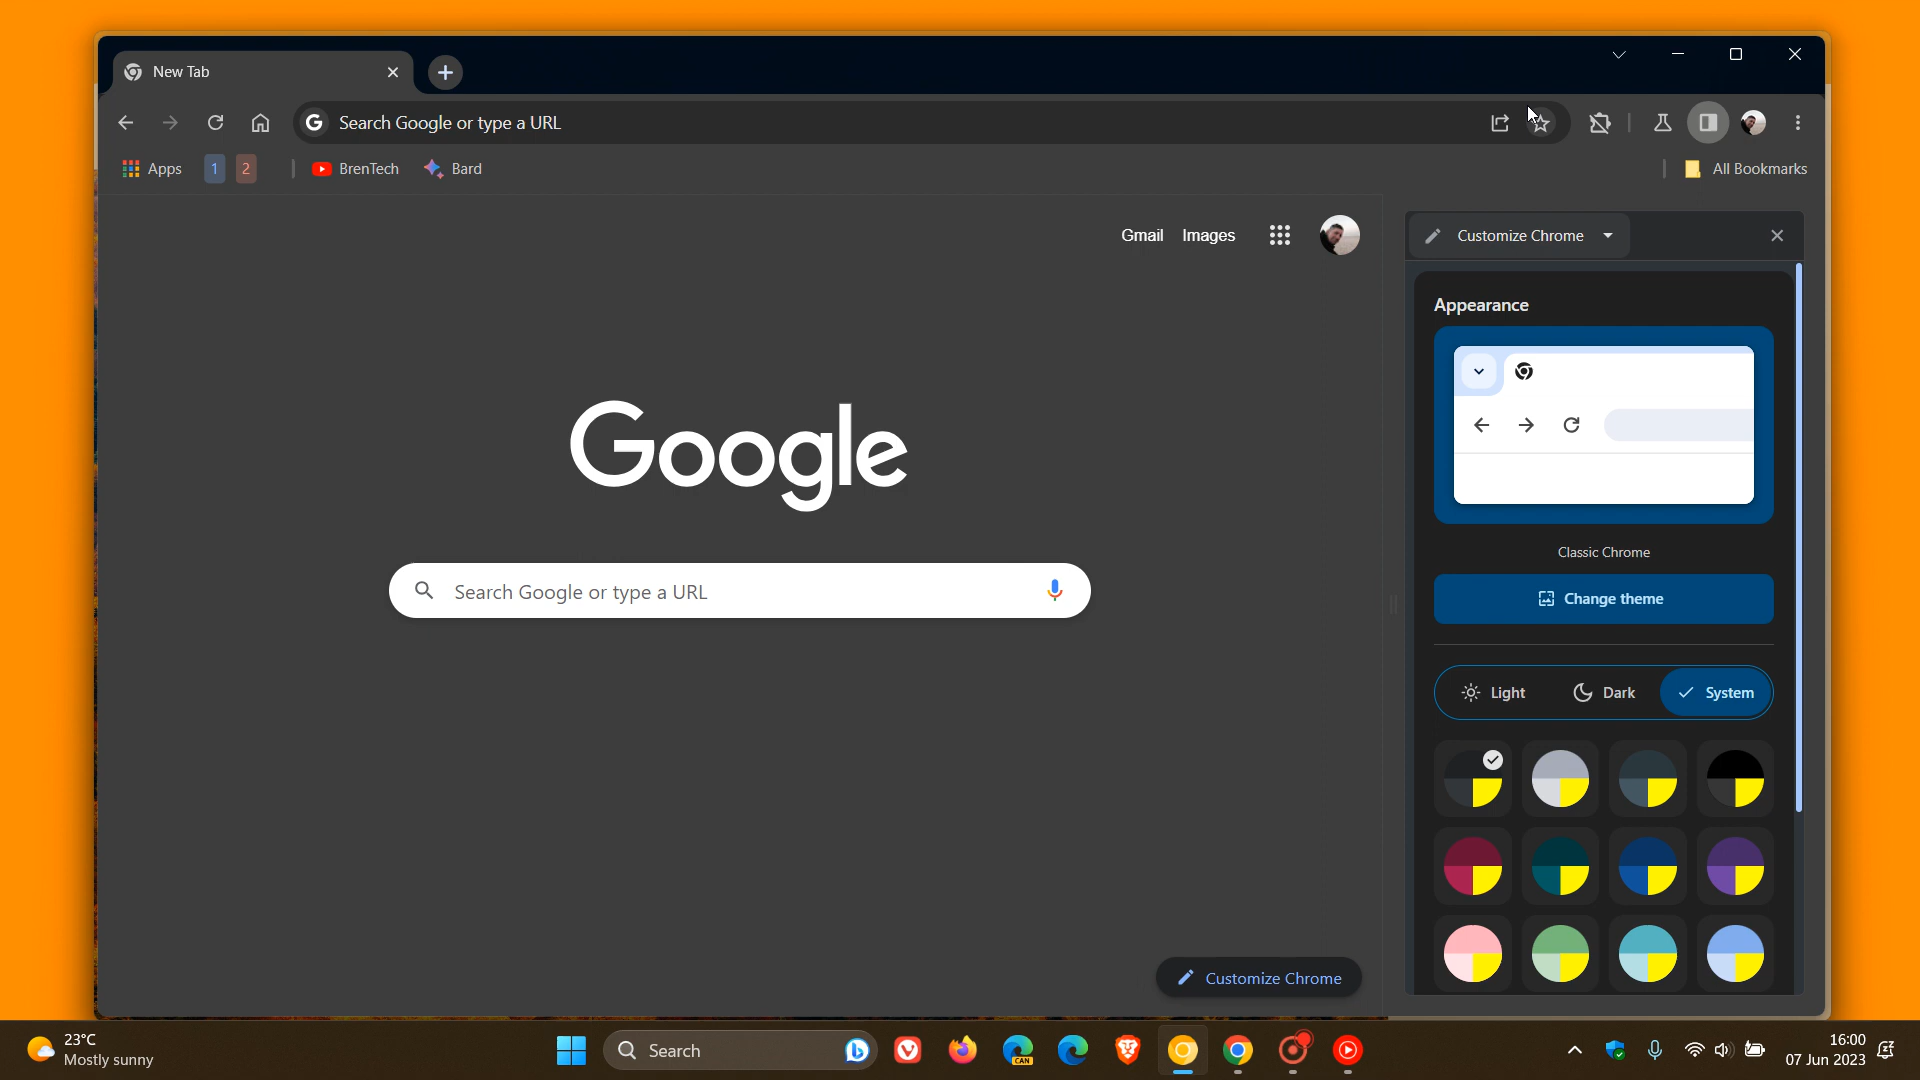 New Tab
Search Google or type a URL
Apps 1 2 BrenTech Bard All Bookmarks
Gmail Images
Customize Chrome
Appearance
Google
Classic Chrome
Search Google or type a URL
Change theme
Light Dark System
Customize Chrome
23°C
Mostly sunny
Search
CAN
16:00
07 Jun 2023